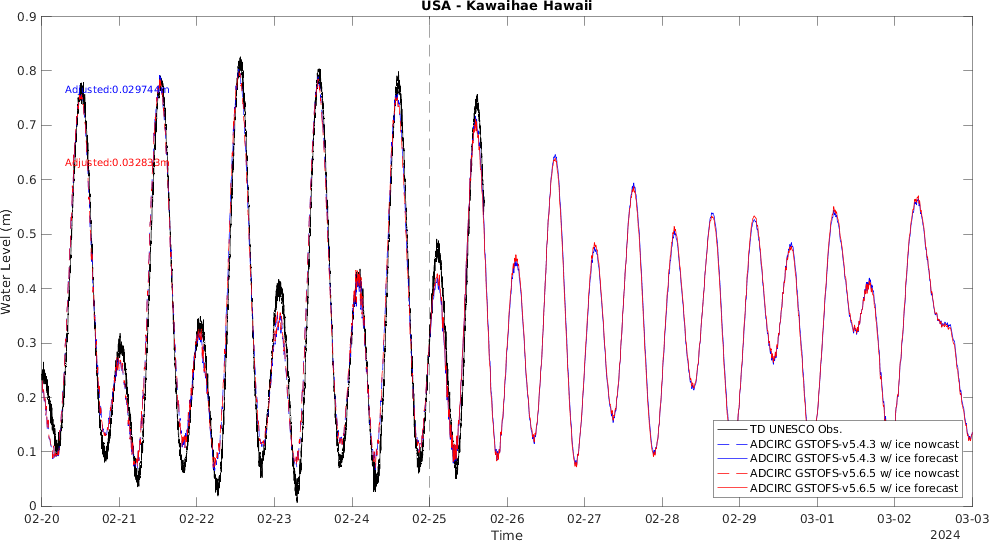 USA - Kawaihae Hawaii
0.9
0.8
0.7
0.6
0.5
0.4
0.3
0.2
0.1
0
Water Level (m)
Adjusted:0.029744m
Adjusted:0.032833m
TD UNESCO Obs.
ADCIRC GSTOFS-v5.4.3 w/ ice nowcast
ADCIRC GSTOFS-v5.4.3 w/ ice forecast
ADCIRC GSTOFS-v5.6.5 w/ ice nowcast
ADCIRC GSTOFS-v5.6.5 w/ ice forecast
02-20 02-21 02-22 02-23 02-24 02-25 02-26 02-27 02-28 02-29 03-01 03-02 03-03
Time
2024